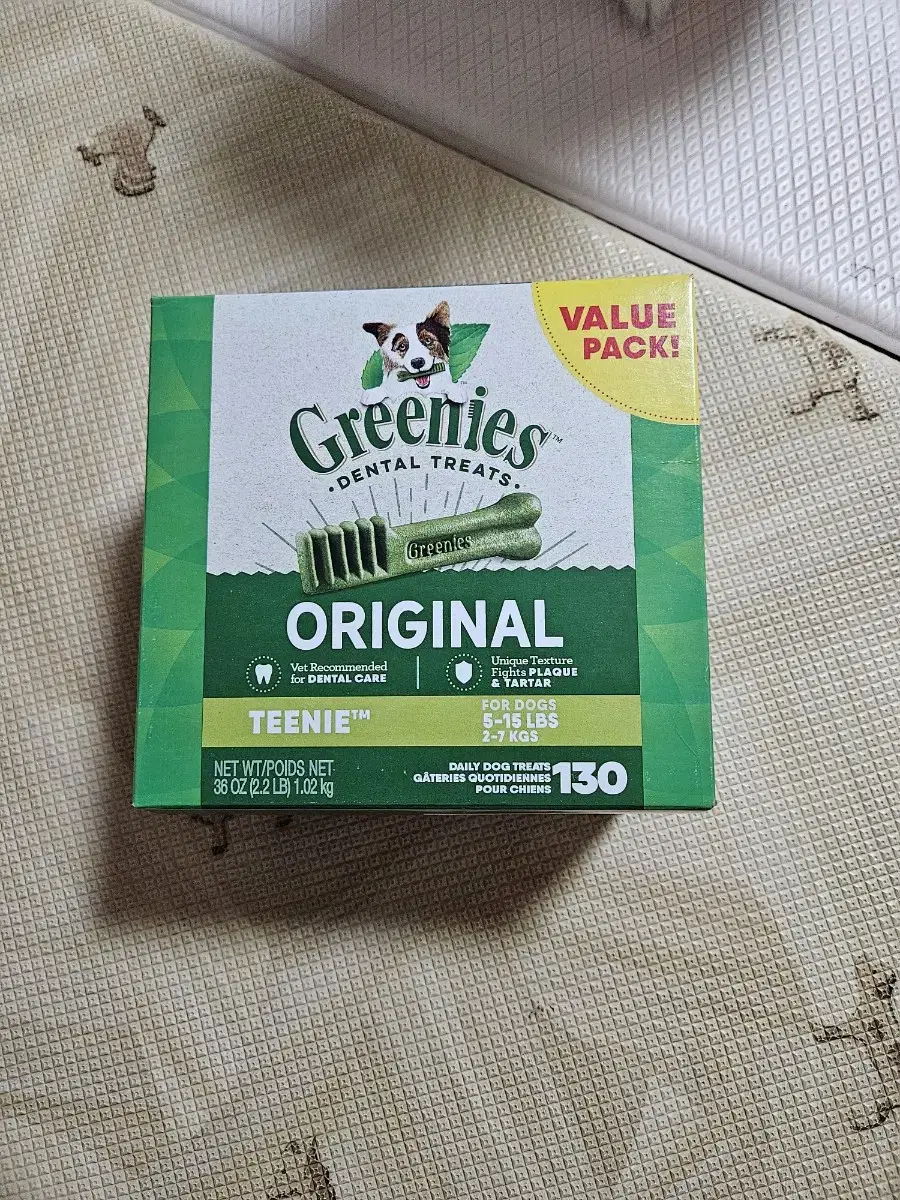 VALUE
PACK!
Greenies™
·DENTAL TREATS·
Greenies
ORIGINAL
Vet Recommended
for DENTAL CARE
Unique Texture
Fights PLAQUE
& TARTAR
TEENIE™
FOR DOGS
5-15 LBS
2-7 KGS
NET WT/POIDS NET
36 OZ (2.2 LB) 1.02 kg
DAILY DOG TREATS
GÂTERIES QUOTIDIENNES
POUR CHIENS
130